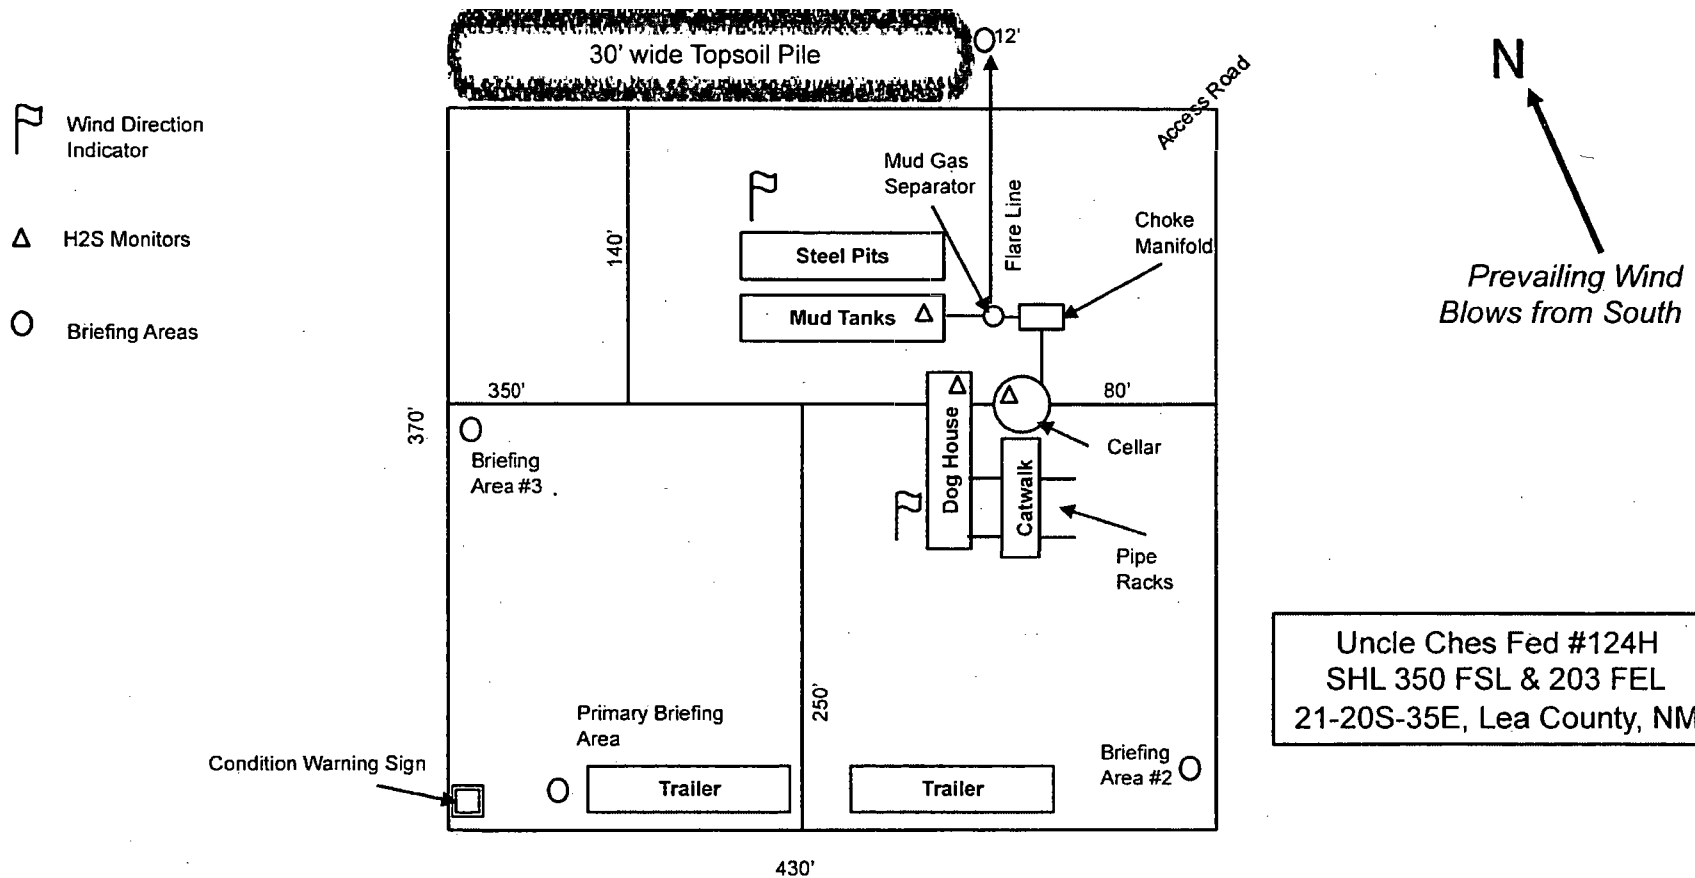 30' wide Topsoil Pile
12'
N
Access Road
Wind Direction
Indicator
Mud Gas
Separator
Flare Line
Choke
Manifold
H2S Monitors
140'
Steel Pits
Prevailing Wind
Blows from South
Mud Tanks
Briefing Areas
350'
80'
370'
Briefing
Area #3
Dog House
Catwalk
Cellar
Pipe
Racks
Uncle Ches Fed #124H
SHL 350 FSL & 203 FEL
21-20S-35E, Lea County, NM
250'
Primary Briefing
Area
Condition Warning Sign
Trailer
Trailer
Briefing
Area #2
430'